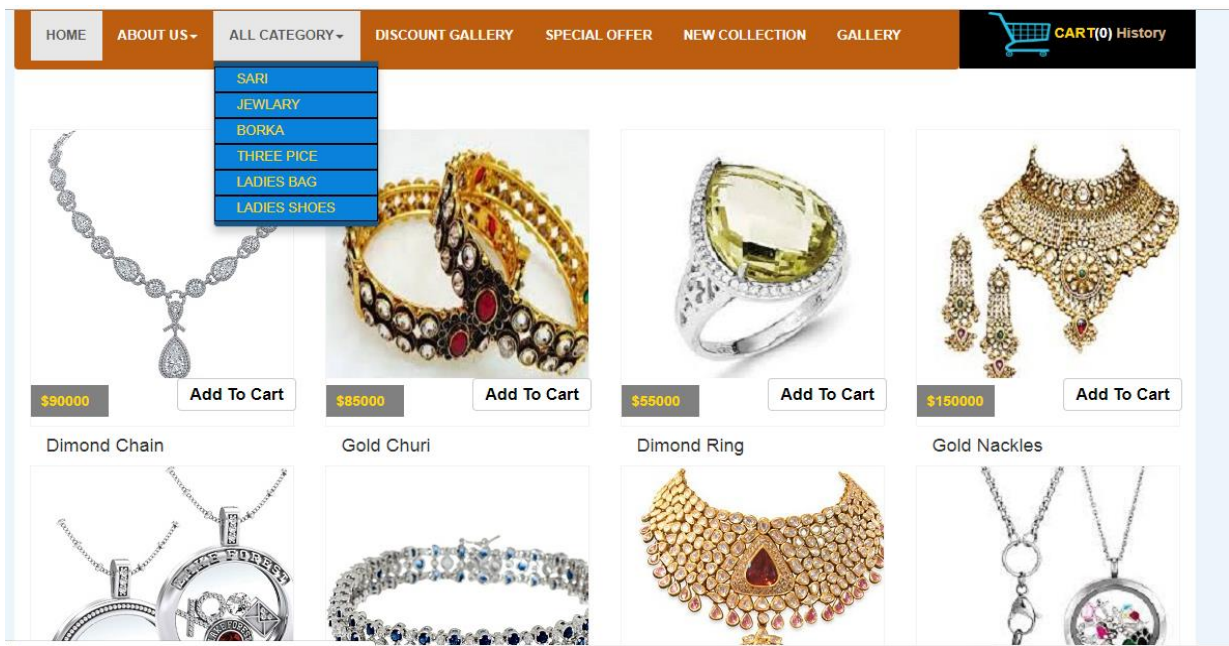 HOME ABOUT US ALL CATEGORY DISCOUNT GALLERY SPECIAL OFFER NEW COLLECTION GALLERY CART(0) History
SARI
JEWLARY
BORKA
THREE PICE
LADIES BAG
LADIES SHOES
$90000 Add To Cart $85000 Add To Cart $55000 Add To Cart $150000 Add To Cart
Dimond Chain Gold Churi Dimond Ring Gold Nackles
LAKE FOREST